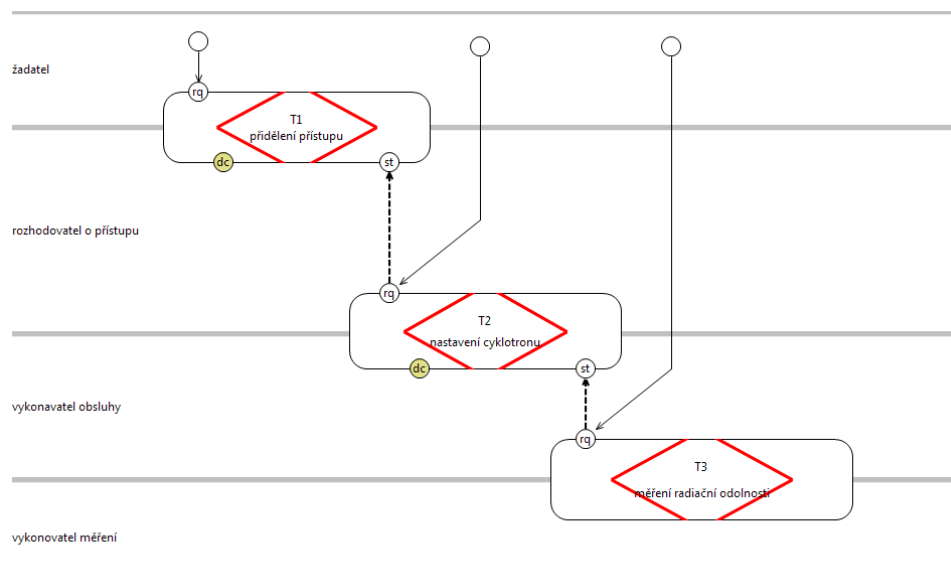 žadatel
rq
T1
přidělení přístupu
dc
st
rozhodovatel o přístupu
rq
T2
nastavení cyklotronu
dc
st
vykonavatel obsluhy
rq
T3
měření radiační odolnosti
vykonovatel měření